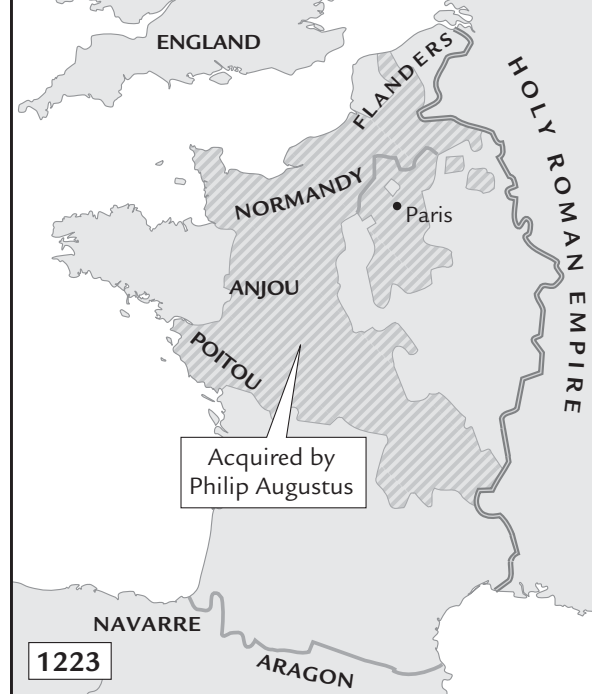 ENGLAND
FLANDERS
HOLY ROMAN EMPIRE
NORMANDY
Paris
ANJOU
POITOU
Acquired by
Philip Augustus
NAVARRE
ARAGON
1223